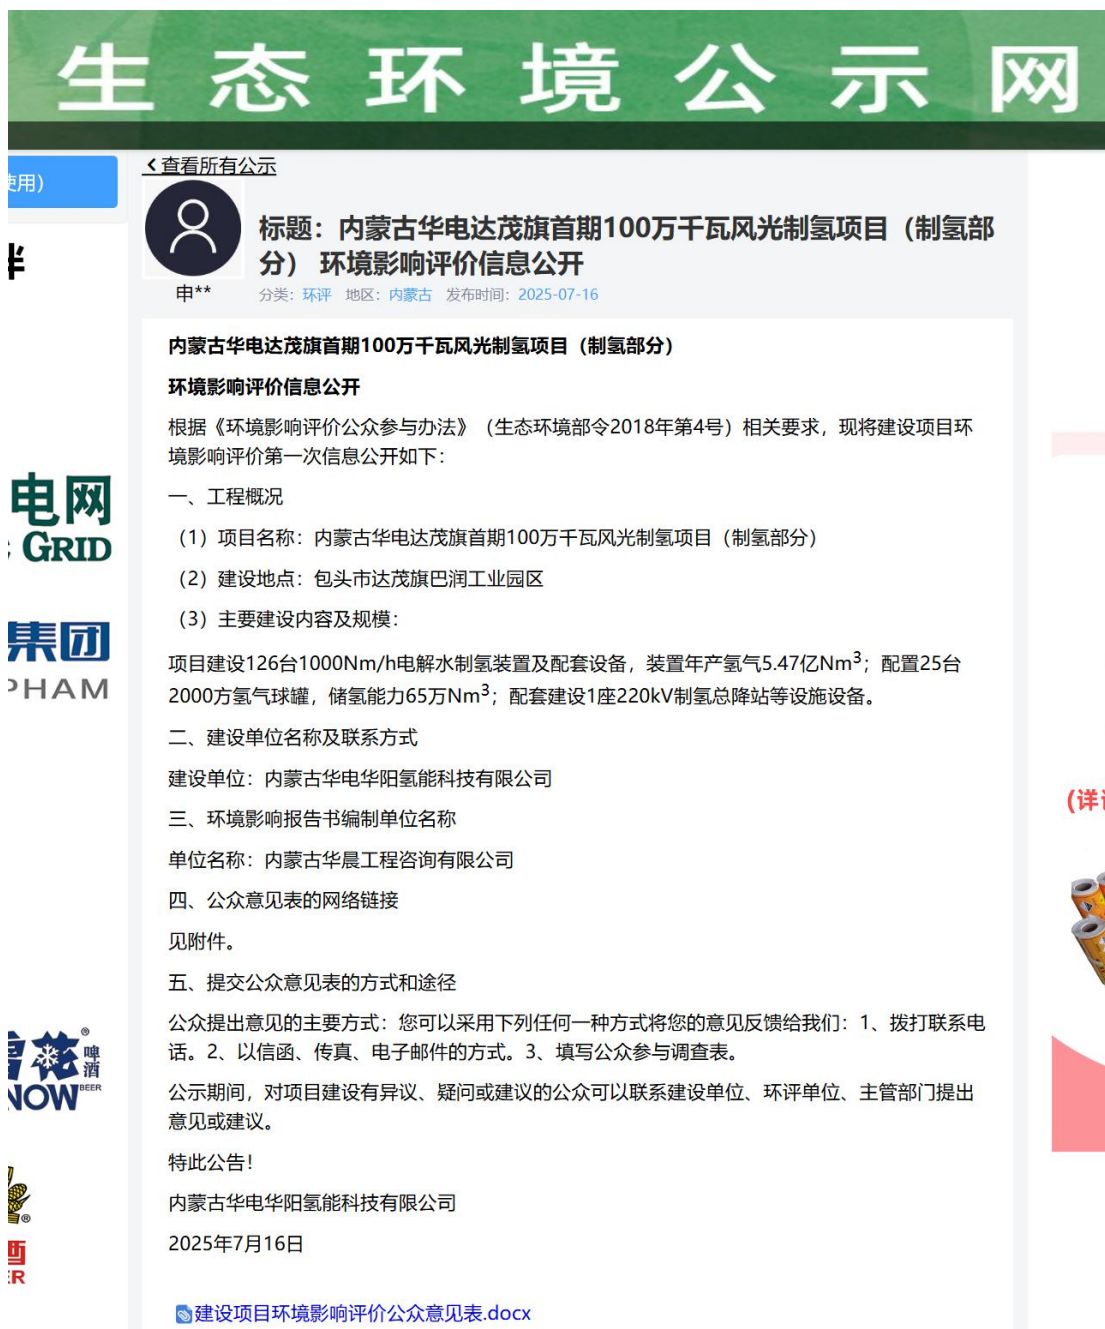 生态环境公示网
使用)
查看所有公示
标题：内蒙古华电达茂旗首期100万千瓦风光制氢项目（制氢部
分） 环境影响评价信息公开
申**
分类：环评 地区：内蒙古 发布时间：2025-07-16
内蒙古华电达茂旗首期100万千瓦风光制氢项目（制氢部分）
环境影响评价信息公开
根据《环境影响评价公众参与办法》（生态环境部令2018年第4号）相关要求，现将建设项目环
境影响评价第一次信息公开如下：
一、工程概况
（1）项目名称：内蒙古华电达茂旗首期100万千瓦风光制氢项目（制氢部分）
（2）建设地点：包头市达茂旗巴润工业园区
（3）主要建设内容及规模：
项目建设126台1000Nm/h电解水制氢装置及配套设备，装置年产氢气5.47亿Nm³；配置25台
2000方氢气球罐，储氢能力65万Nm³；配套建设1座220kV制氢总降站等设施设备。
二、建设单位名称及联系方式
建设单位：内蒙古华电华阳氢能科技有限公司
三、环境影响报告书编制单位名称
单位名称：内蒙古华晨工程咨询有限公司
四、公众意见表的网络链接
见附件。
五、提交公众意见表的方式和途径
公众提出意见的主要方式：您可以采用下列任何一种方式将您的意见反馈给我们：1、拨打联系电
话。2、以信函、传真、电子邮件的方式。3、填写公众参与调查表。
公示期间，对项目建设有异议、疑问或建议的公众可以联系建设单位、环评单位、主管部门提出
意见或建议。
特此公告！
内蒙古华电华阳氢能科技有限公司
2025年7月16日
建设项目环境影响评价公众意见表.docx
电网
GRID
集团
PHAM
花®
啤酒
NOW BEER
酒
ER
(详